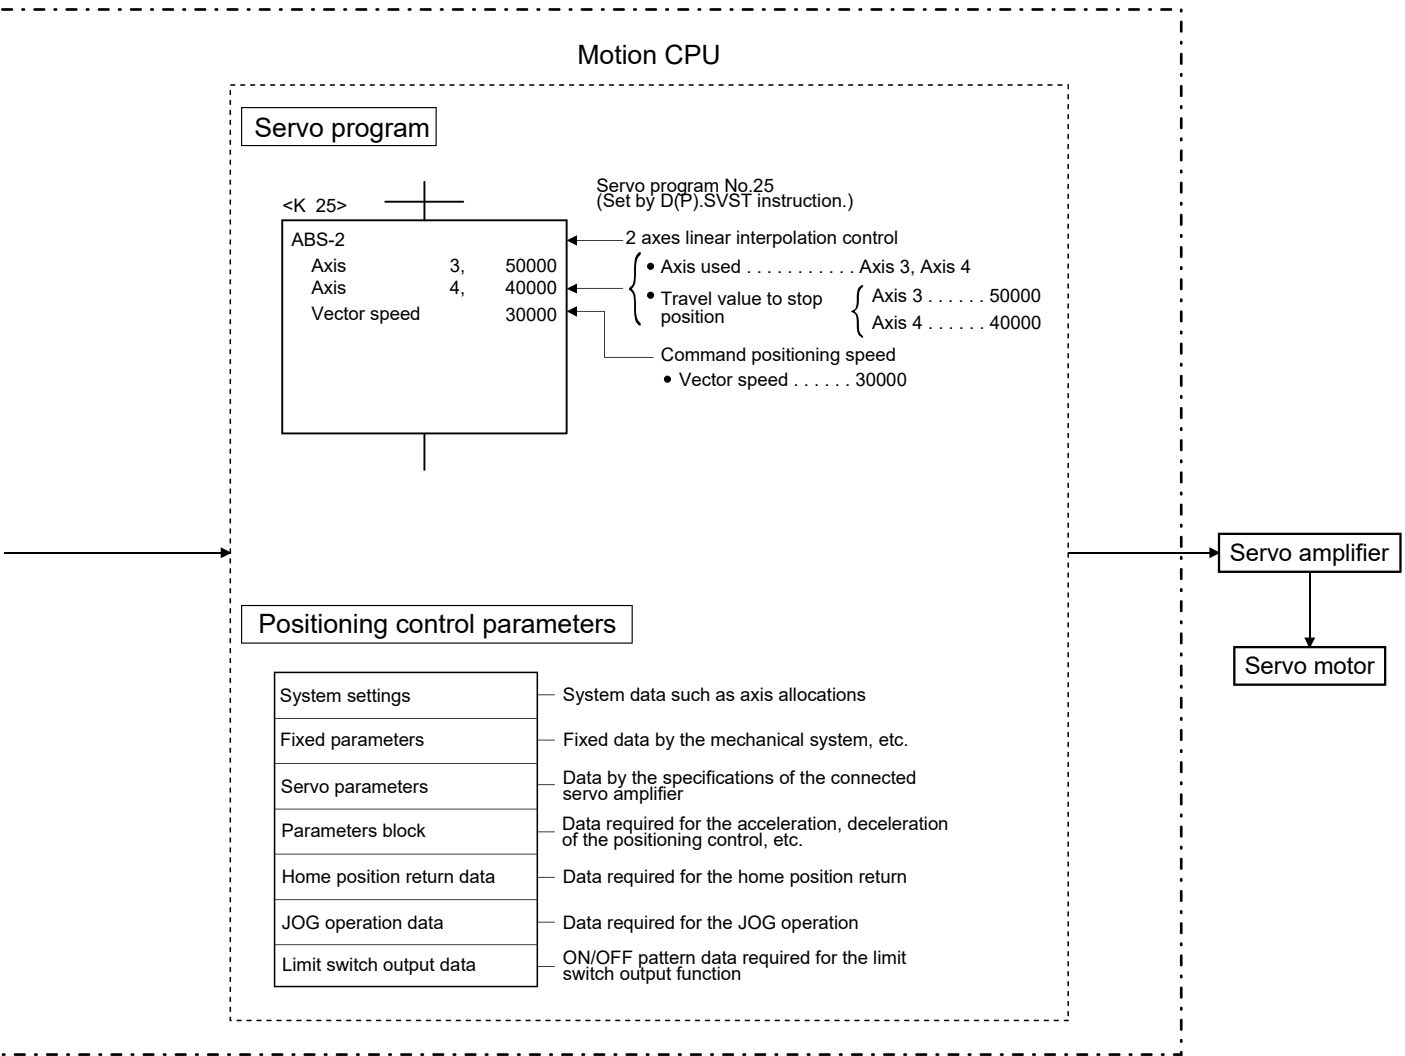 Motion CPU
Servo program
<K 25>
Servo program No.25
(Set by D(P).SVST instruction.)
ABS-2
2 axes linear interpolation control
Axis 3, 50000
• Axis used . . . . . . . . . . . Axis 3, Axis 4
Axis 4, 40000
• Travel value to stop
position
Axis 3 . . . . . . 50000
Axis 4 . . . . . . 40000
Vector speed 30000
Command positioning speed
• Vector speed . . . . . . 30000
Servo amplifier
Servo motor
Positioning control parameters
System settings
System data such as axis allocations
Fixed parameters
Fixed data by the mechanical system, etc.
Servo parameters
Data by the specifications of the connected
servo amplifier
Parameters block
Data required for the acceleration, deceleration
of the positioning control, etc.
Home position return data
Data required for the home position return
JOG operation data
Data required for the JOG operation
Limit switch output data
ON/OFF pattern data required for the limit
switch output function